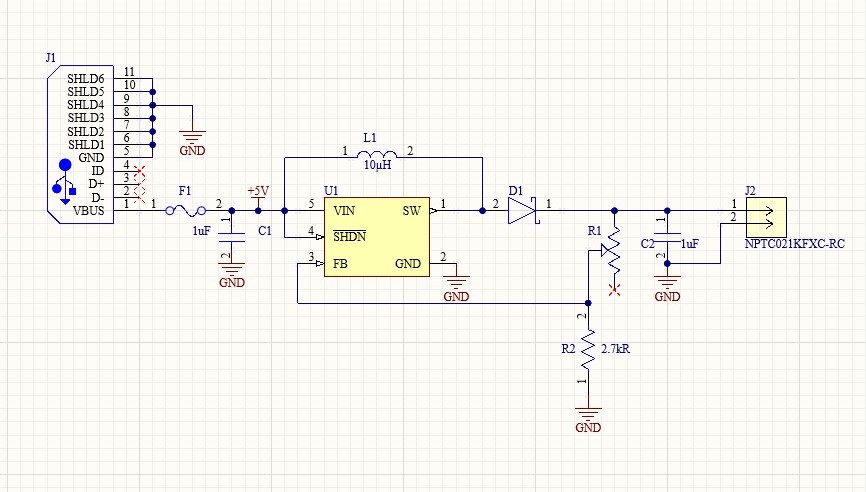 J1
SHLD6 11
SHLD5 10
SHLD4 9
SHLD3 8
SHLD2 7
SHLD1 6
GND 5
ID 4
D+ 3
D- 2
VBUS 1
GND
1 F1 2
+5V
1uF 1 2 C1
GND
L1
1 2
10µH
U1
5 VIN SW 1
4 SHDN
3 FB GND 2
GND
2 D1 1
R1
C2 1 2 1uF
GND
J2
1
2
NPTC021KFXC-RC
2
R2 2.7kR
1
GND